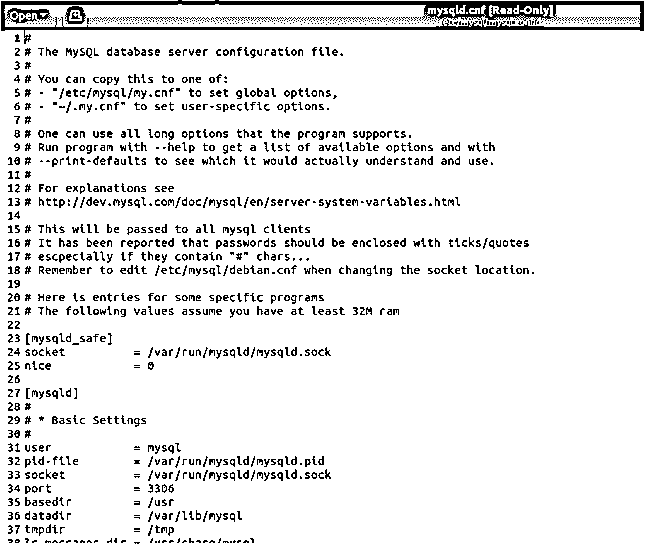 Open
mysqld.cnf [Read-Only]
1 #
2 # The MySQL database server configuration file.
3 #
4 # You can copy this to one of:
5 # - "/etc/mysql/my.cnf" to set global options,
6 # - "~/.my.cnf" to set user-specific options.
7 #
8 # One can use all long options that the program supports.
9 # Run program with --help to get a list of available options and with
10 # --print-defaults to see which it would actually understand and use.
11 #
12 # For explanations see
13 # http://dev.mysql.com/doc/mysql/en/server-system-variables.html
14
15 # This will be passed to all mysql clients
16 # It has been reported that passwords should be enclosed with ticks/quotes
17 # escpecially if they contain "#" chars...
18 # Remember to edit /etc/mysql/debian.cnf when changing the socket location.
19
20 # Here is entries for some specific programs
21 # The following values assume you have at least 32M ram
22
23 [mysqld_safe]
24 socket = /var/run/mysqld/mysqld.sock
25 nice = 0
26
27 [mysqld]
28 #
29 # * Basic Settings
30 #
31 user = mysql
32 pid-file = /var/run/mysqld/mysqld.pid
33 socket = /var/run/mysqld/mysqld.sock
34 port = 3306
35 basedir = /usr
36 datadir = /var/lib/mysql
37 tmpdir = /tmp
38 lc-messages-dir = /usr/share/mysql